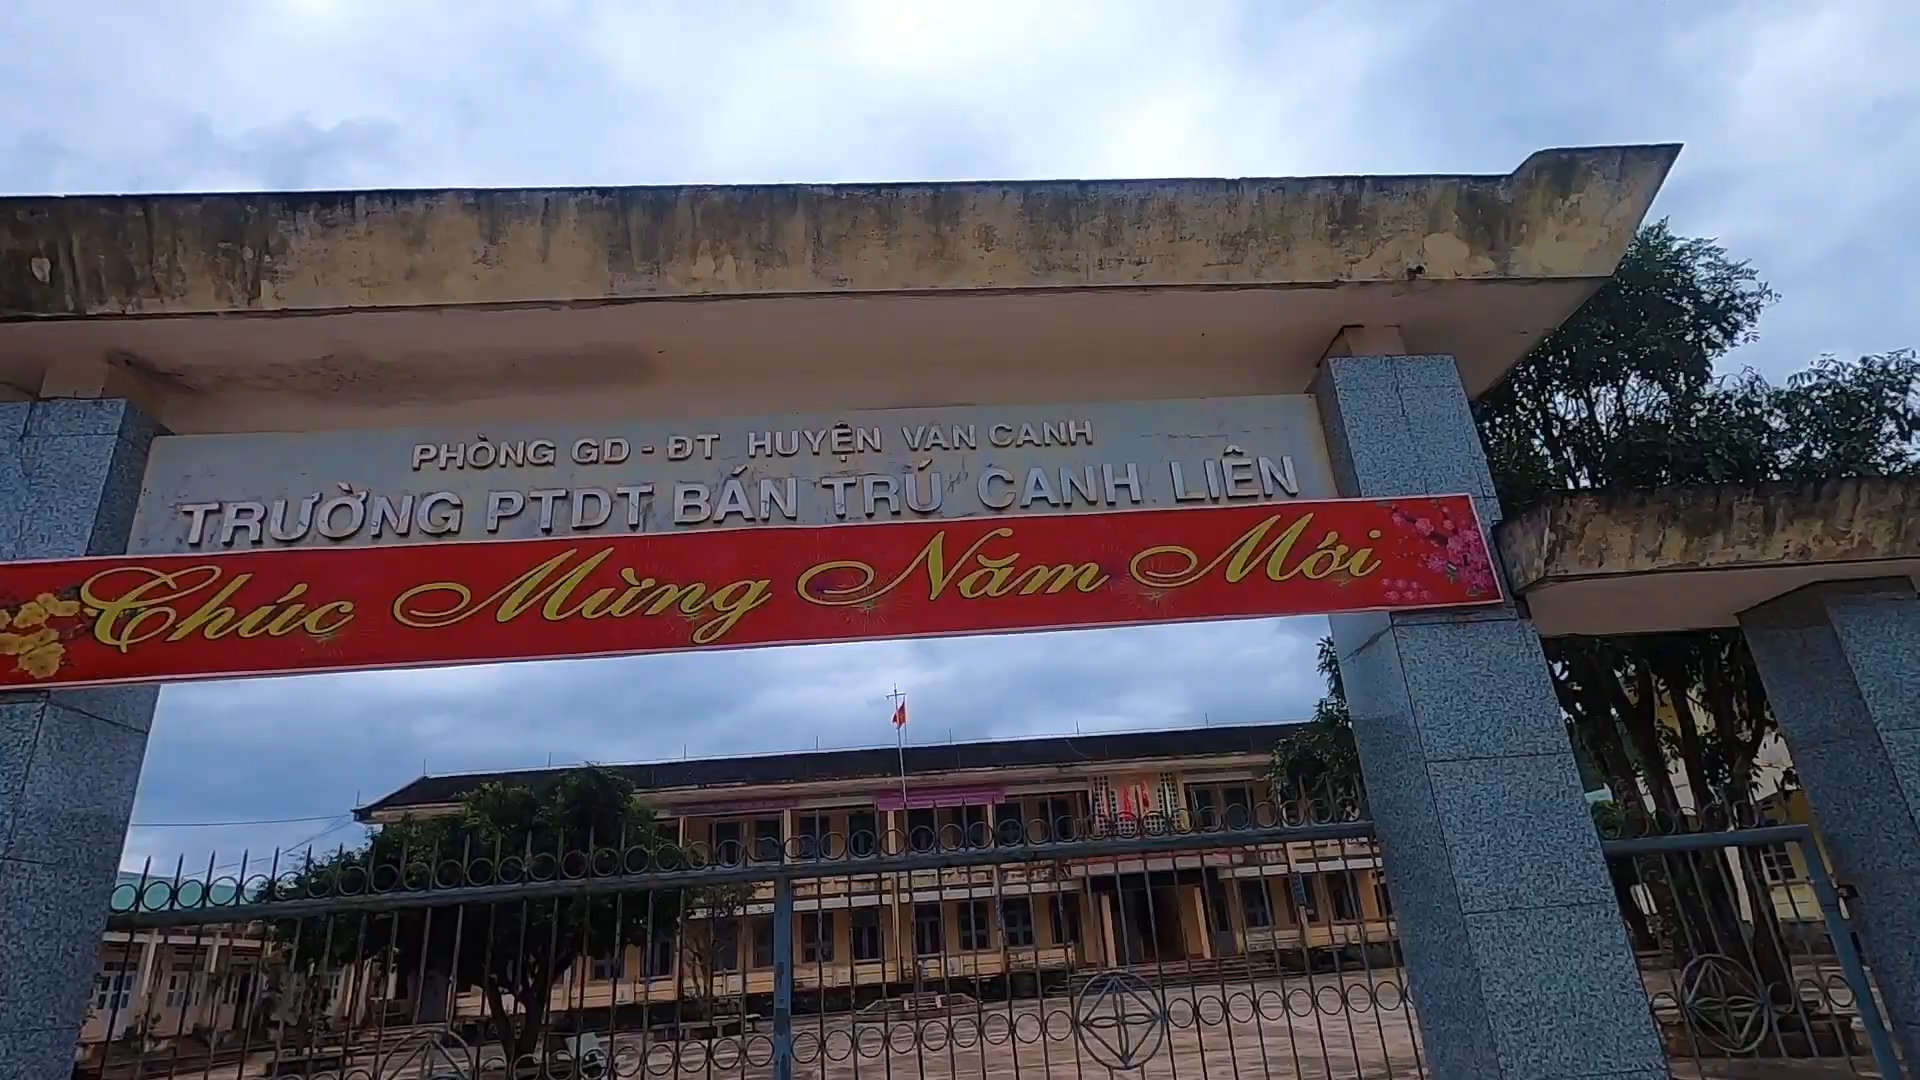 PHÒNG GD - ĐT HUYỆN VÂN CANH
TRƯỜNG PTDT BÁN TRÚ CANH LIÊN
Chúc Mừng Năm Mới